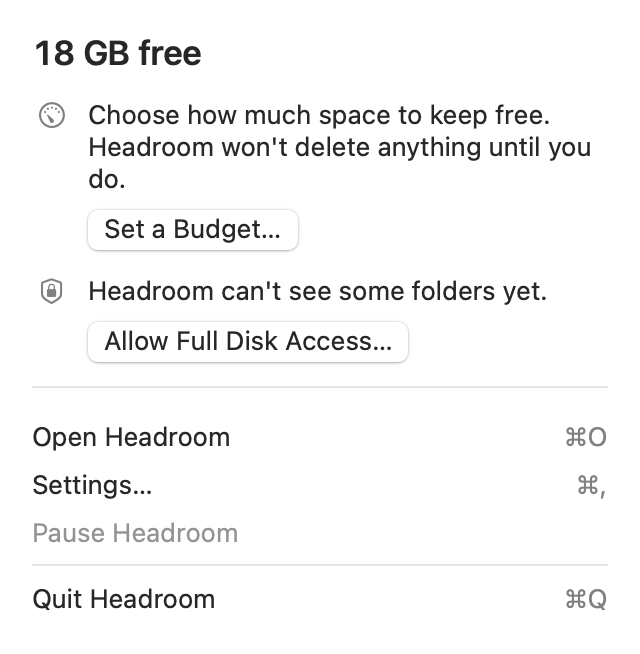 18 GB free
Choose how much space to keep free.
Headroom won't delete anything until you
do.
Set a Budget...
Headroom can't see some folders yet.
Allow Full Disk Access...
Open Headroom ⌘O
Settings... ⌘,
Pause Headroom
Quit Headroom ⌘Q